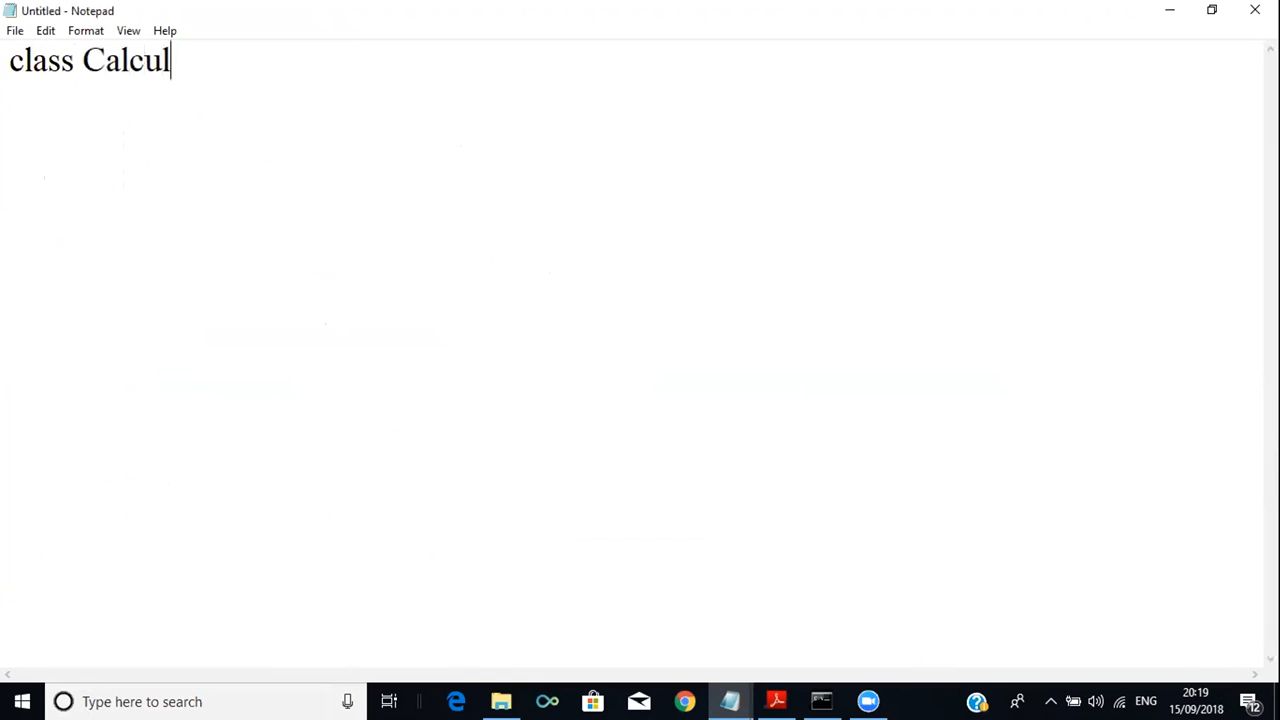 Untitled - Notepad
File Edit Format View Help
class Calcul
Type here to search
ENG
20:19
15/09/2018
12